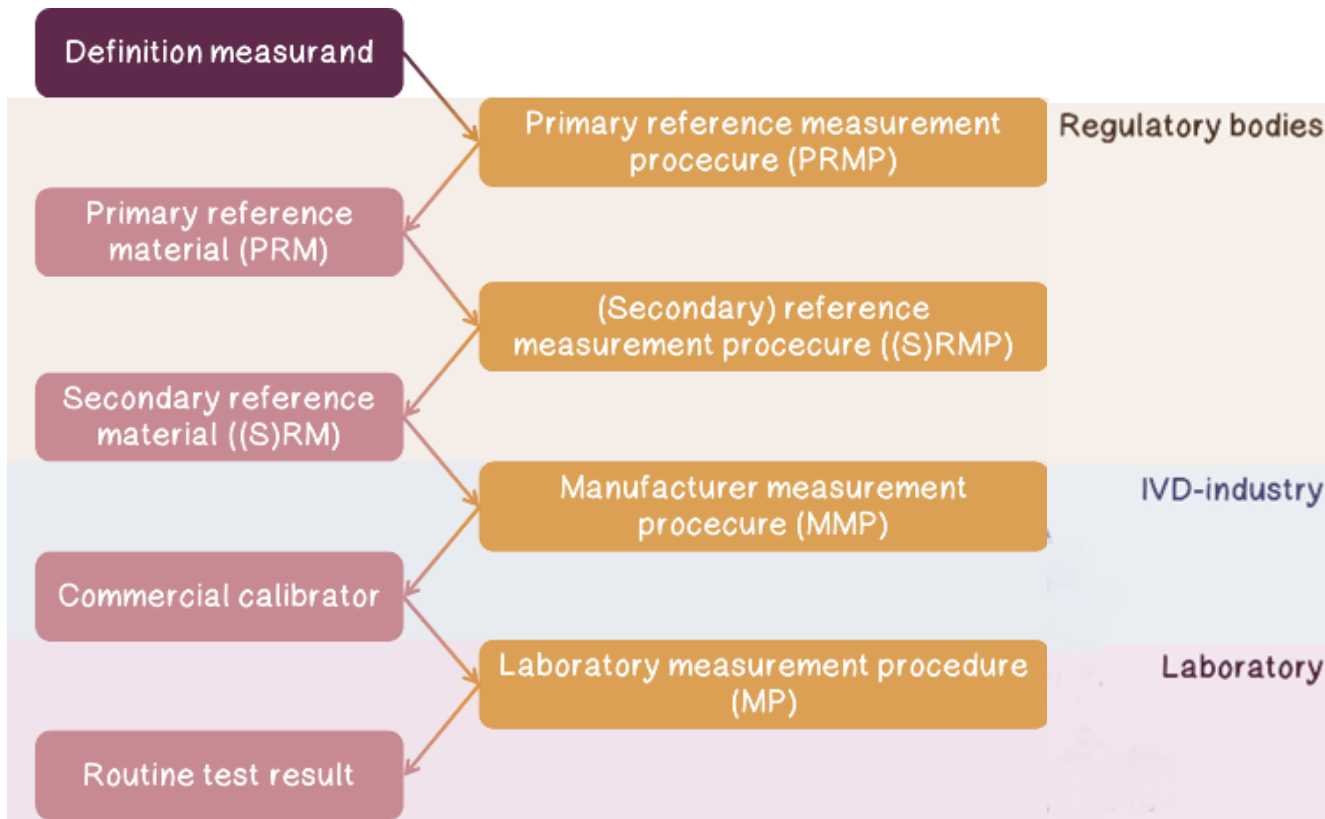 Definition measurand
Primary reference measurement
procecure (PRMP)
Regulatory bodies
Primary reference
material (PRM)
(Secondary) reference
measurement procecure ((S)RMP)
Secondary reference
material ((S)RM)
Manufacturer measurement
procecure (MMP)
IVD-industry
Commercial calibrator
Laboratory measurement procedure
(MP)
Laboratory
Routine test result